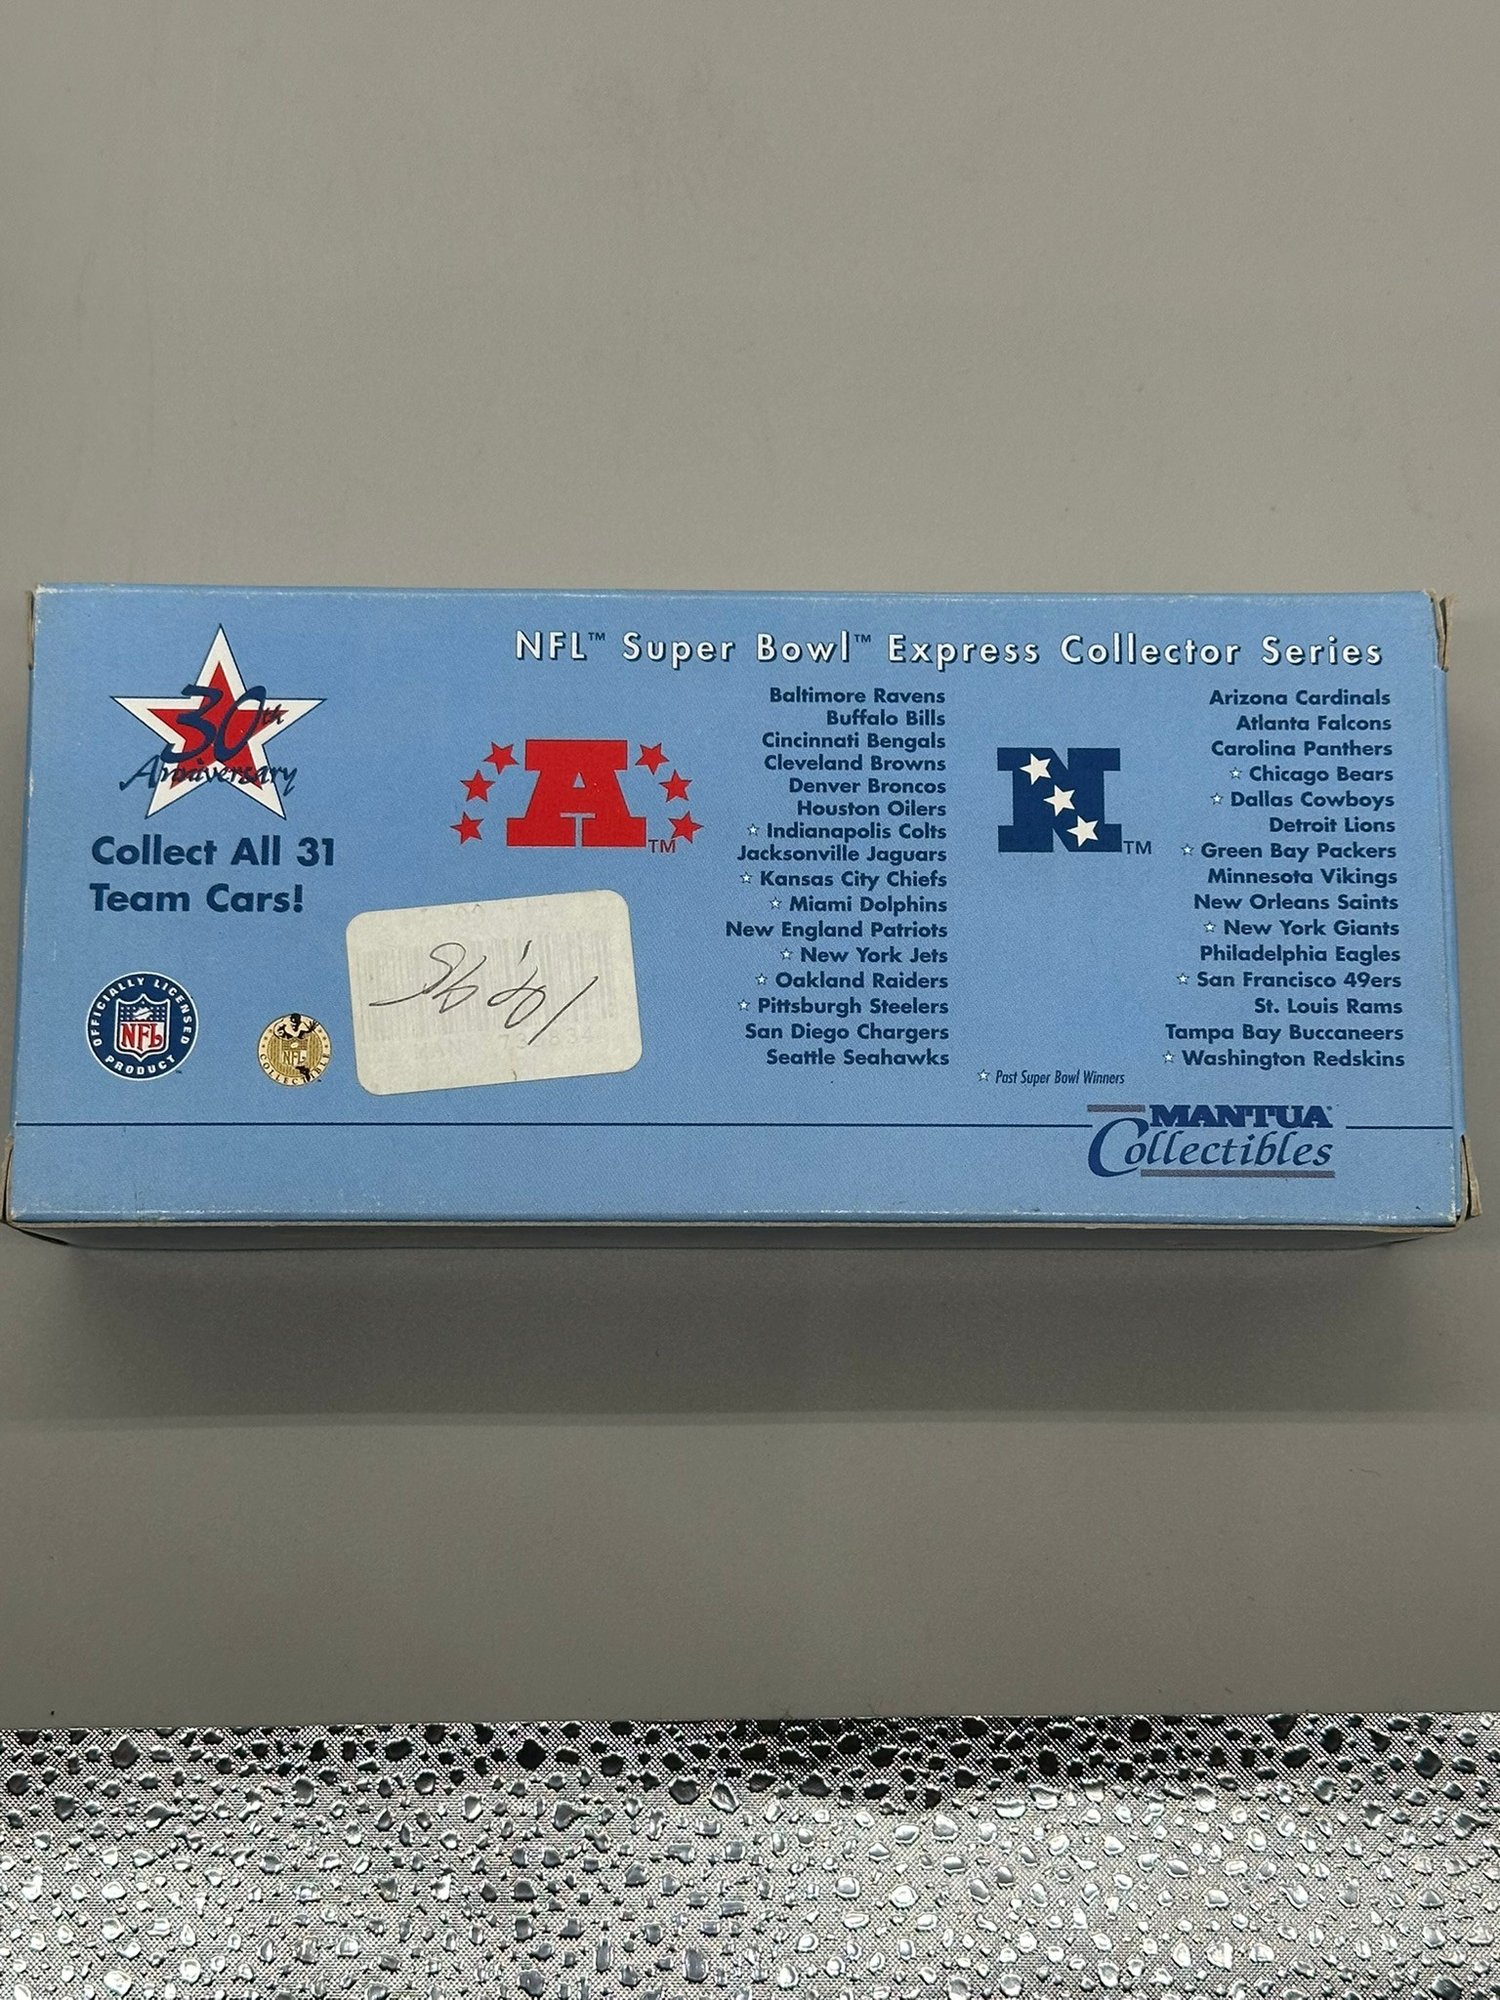 NFL™ Super Bowl™ Express Collector Series
30th
Anniversary
Collect All 31
Team Cars!
OFFICIALLY LICENSED
NFL
PRODUCT
NFL
COLLECTIBLE
A
TM
Baltimore Ravens
Buffalo Bills
Cincinnati Bengals
Cleveland Browns
Denver Broncos
Houston Oilers
☆ Indianapolis Colts
Jacksonville Jaguars
☆ Kansas City Chiefs
☆ Miami Dolphins
New England Patriots
☆ New York Jets
☆ Oakland Raiders
☆ Pittsburgh Steelers
San Diego Chargers
Seattle Seahawks
N
TM
Arizona Cardinals
Atlanta Falcons
Carolina Panthers
☆ Chicago Bears
☆ Dallas Cowboys
Detroit Lions
☆ Green Bay Packers
Minnesota Vikings
New Orleans Saints
☆ New York Giants
Philadelphia Eagles
☆ San Francisco 49ers
St. Louis Rams
Tampa Bay Buccaneers
☆ Washington Redskins
☆ Past Super Bowl Winners
MANTUA®
Collectibles